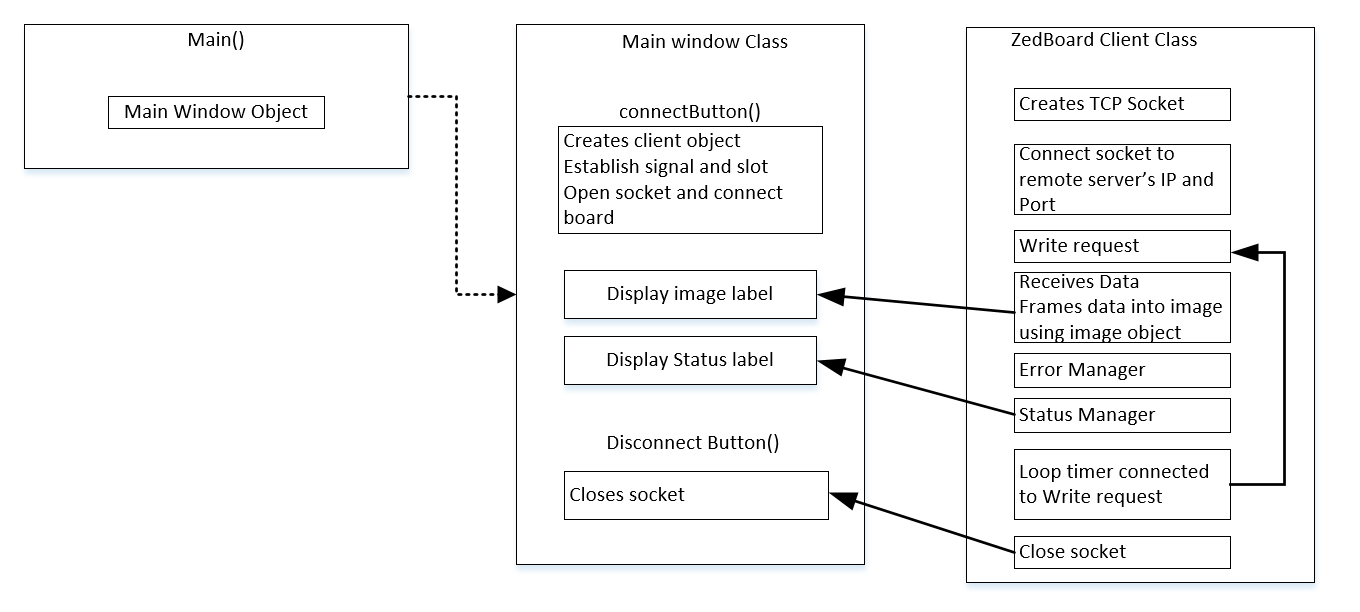 Main()
Main Window Object
Main window Class
connectButton()
Creates client object
Establish signal and slot
Open socket and connect
board
Display image label
Display Status label
Disconnect Button()
Closes socket
ZedBoard Client Class
Creates TCP Socket
Connect socket to
remote server’s IP and
Port
Write request
Receives Data
Frames data into image
using image object
Error Manager
Status Manager
Loop timer connected
to Write request
Close socket